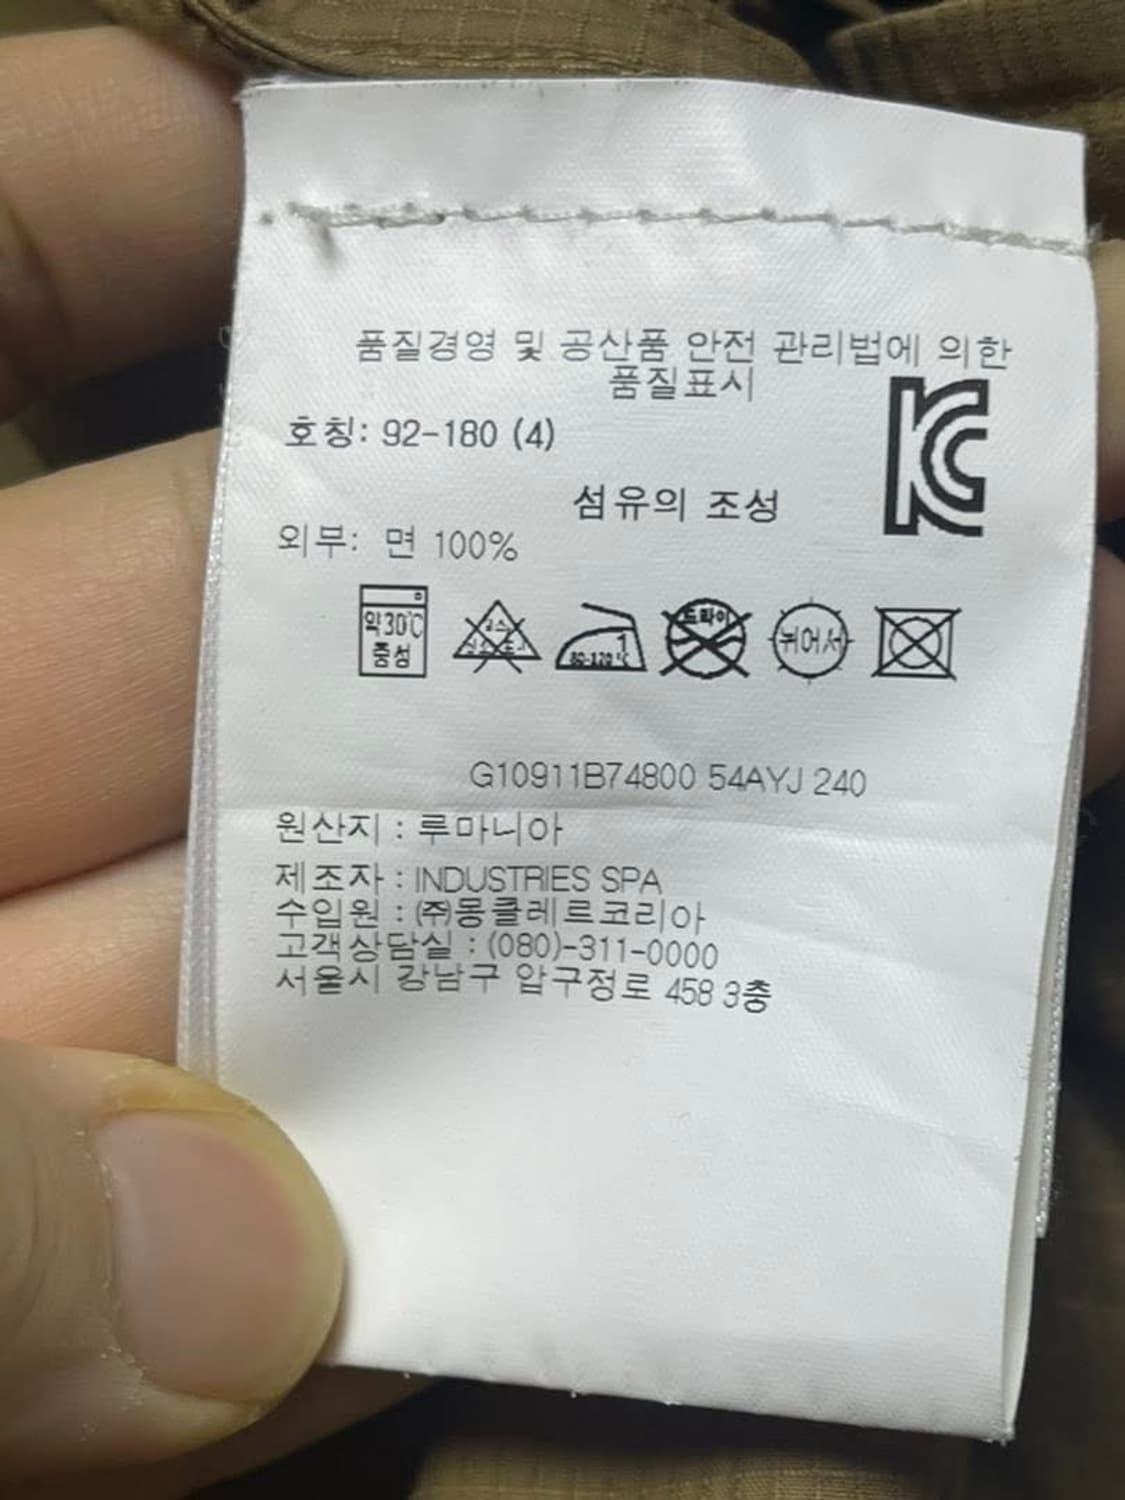 품질경영 및 공산품 안전 관리법에 의한
품질표시
호칭: 92-180 (4)
섬유의 조성
외부: 면 100%
약30℃
중성
드라이
1
80-120℃
뉘어서
G10911B74800 54AYJ 240
원산지 : 루마니아
제조자 : INDUSTRIES SPA
수입원 : ㈜몽클레르코리아
고객상담실 : (080)-311-0000
서울시 강남구 압구정로 458 3층